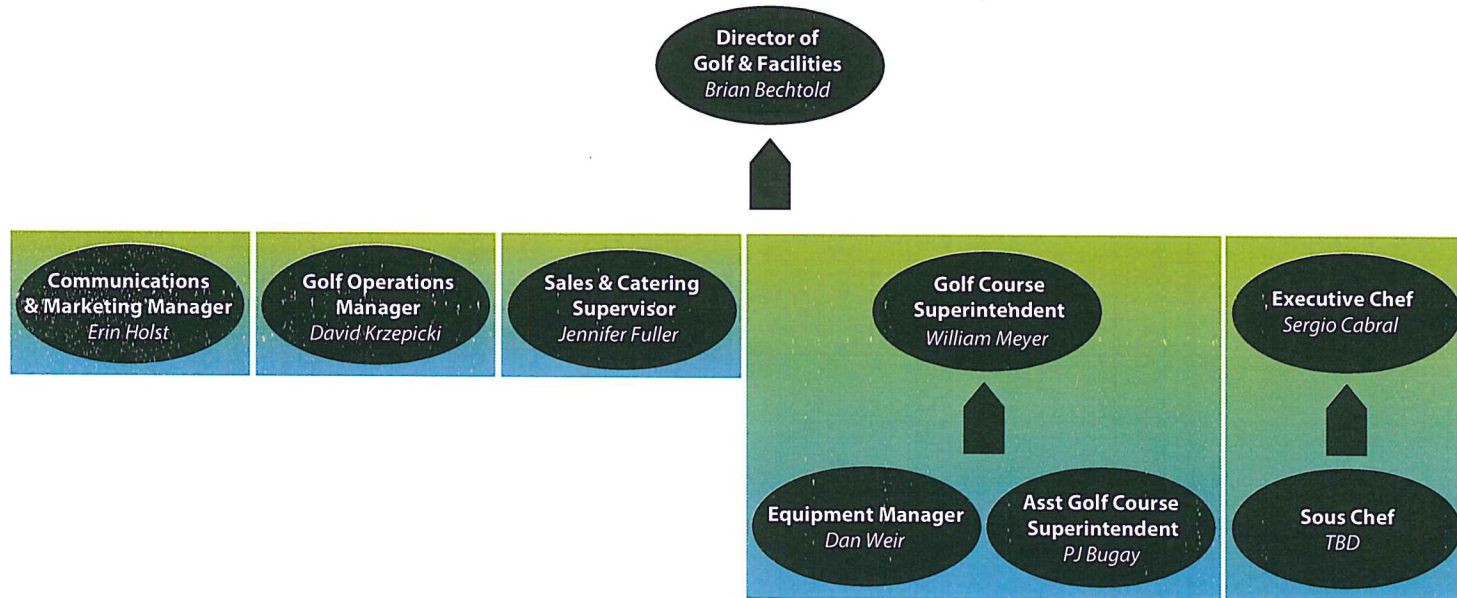 Director of
Golf & Facilities
Brian Bechtold
Communications
& Marketing Manager
Erin Holst
Golf Operations
Manager
David Krzepicki
Sales & Catering
Supervisor
Jennifer Fuller
Golf Course
Superintendent
William Meyer
Executive Chef
Sergio Cabral
Equipment Manager
Dan Weir
Asst Golf Course
Superintendent
PJ Bugay
Sous Chef
TBD